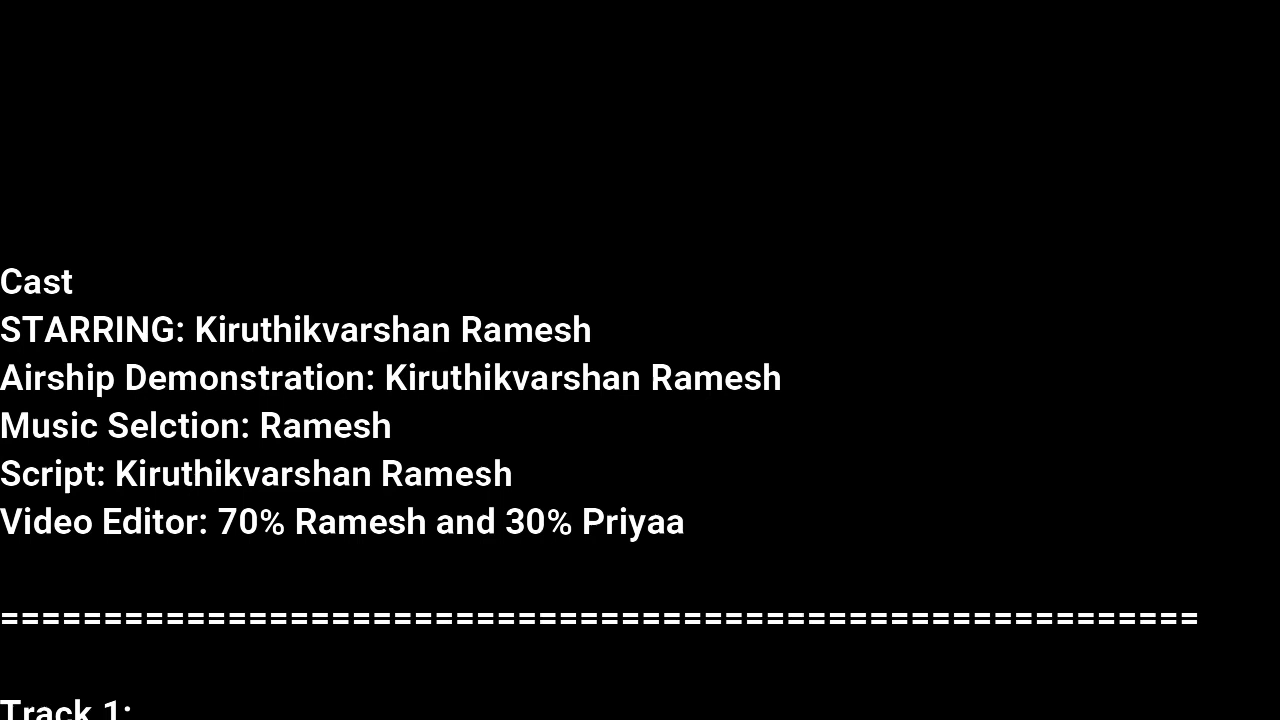 Cast
STARRING: Kiruthikvarshan Ramesh
Airship Demonstration: Kiruthikvarshan Ramesh
Music Selction: Ramesh
Script: Kiruthikvarshan Ramesh
Video Editor: 70% Ramesh and 30% Priyaa
==========================================================
Track 1: